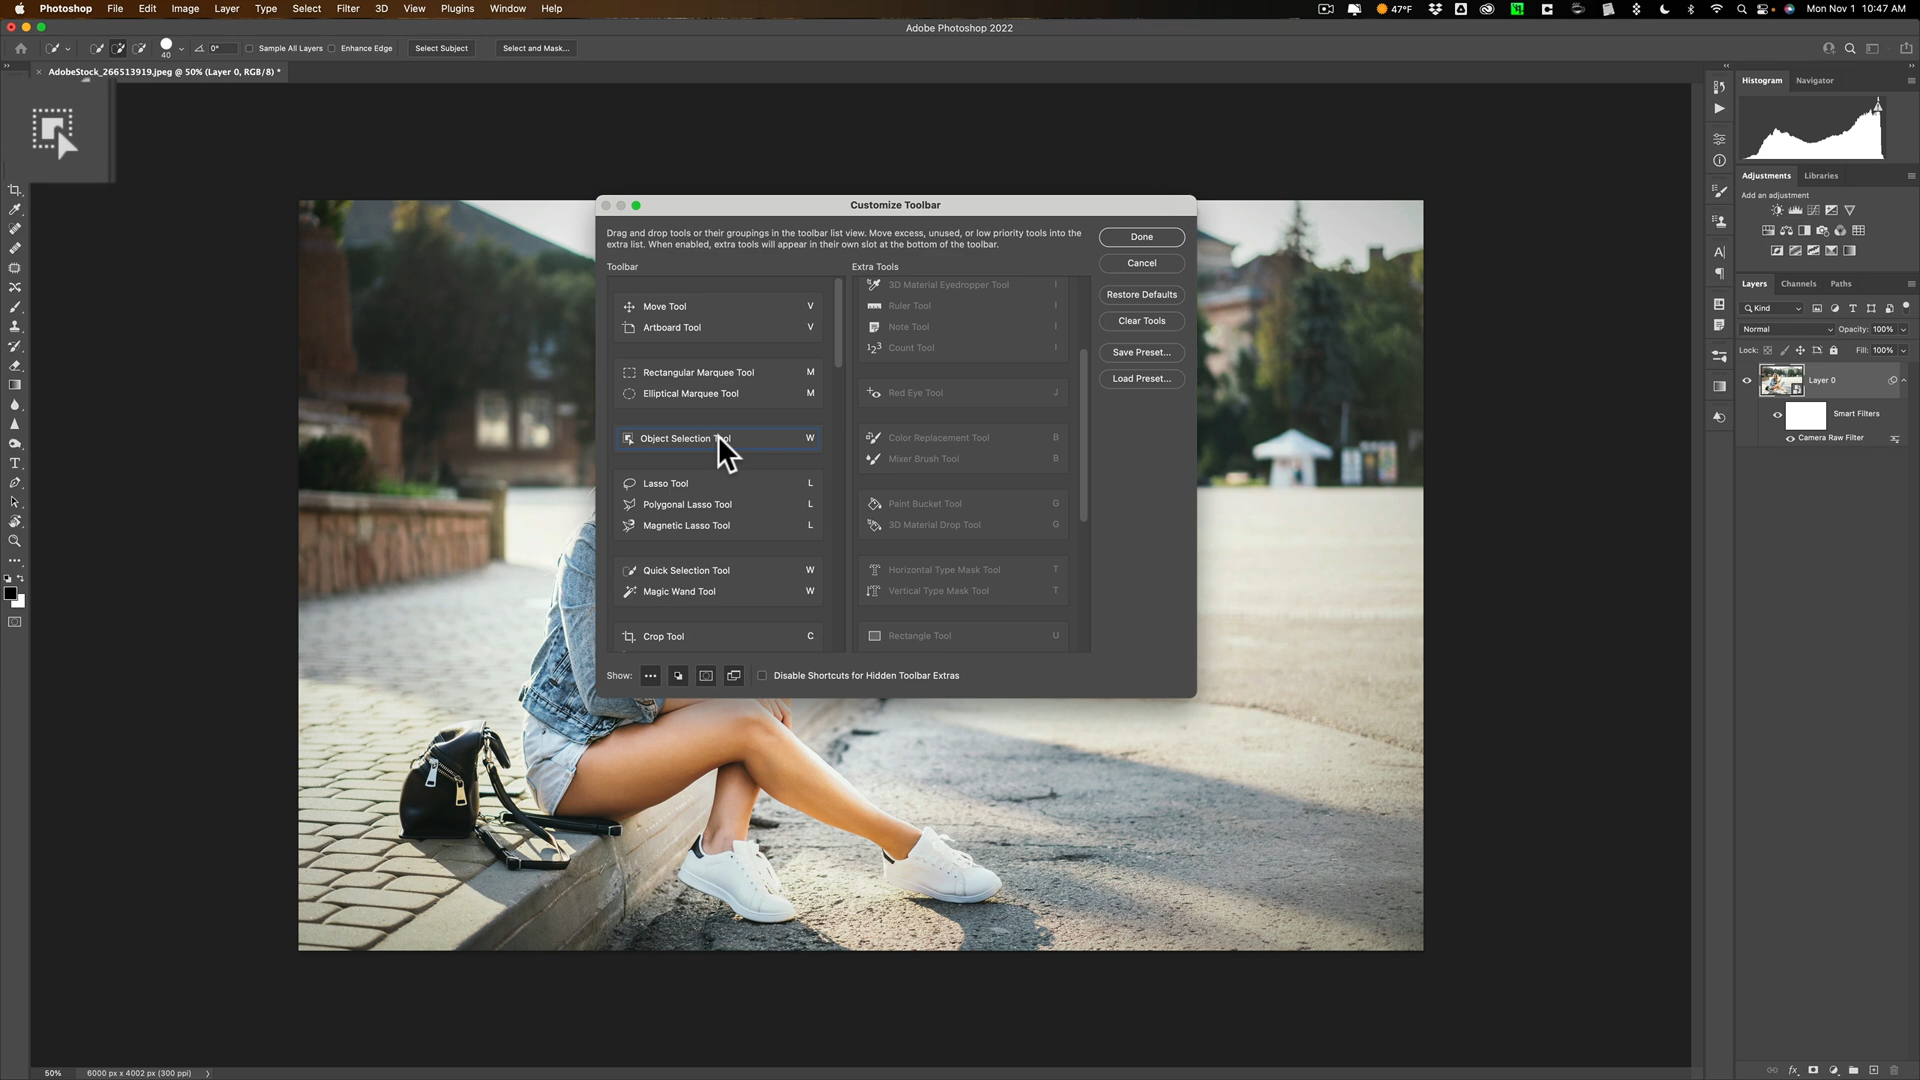 Photoshop File Edit Image Layer Type Select Filter 3D View Plugins Window Help 47°F Mon Nov 1 10:47 AM
Adobe Photoshop 2022
40 0° Sample All Layers Enhance Edge Select Subject Select and Mask...
AdobeStock_266513919.jpeg @ 50% (Layer 0, RGB/8) *
Histogram Navigator
Adjustments Libraries
Add an adjustment
Layers Channels Paths
Kind
Normal Opacity: 100%
Lock: Fill: 100%
Layer 0
Smart Filters
Camera Raw Filter
Customize Toolbar
Drag and drop tools or their groupings in the toolbar list view. Move excess, unused, or low priority tools into the
extra list. When enabled, extra tools will appear in their own slot at the bottom of the toolbar.
Done
Cancel
Restore Defaults
Clear Tools
Save Preset...
Load Preset...
Toolbar
Move Tool V
Artboard Tool V
Rectangular Marquee Tool M
Elliptical Marquee Tool M
Object Selection Tool W
Lasso Tool L
Polygonal Lasso Tool L
Magnetic Lasso Tool L
Quick Selection Tool W
Magic Wand Tool W
Crop Tool C
Extra Tools
3D Material Eyedropper Tool I
Ruler Tool I
Note Tool I
Count Tool I
Red Eye Tool J
Color Replacement Tool B
Mixer Brush Tool B
Paint Bucket Tool G
3D Material Drop Tool G
Horizontal Type Mask Tool T
Vertical Type Mask Tool T
Rectangle Tool U
Show: Disable Shortcuts for Hidden Toolbar Extras
50% 6000 px x 4002 px (300 ppi)